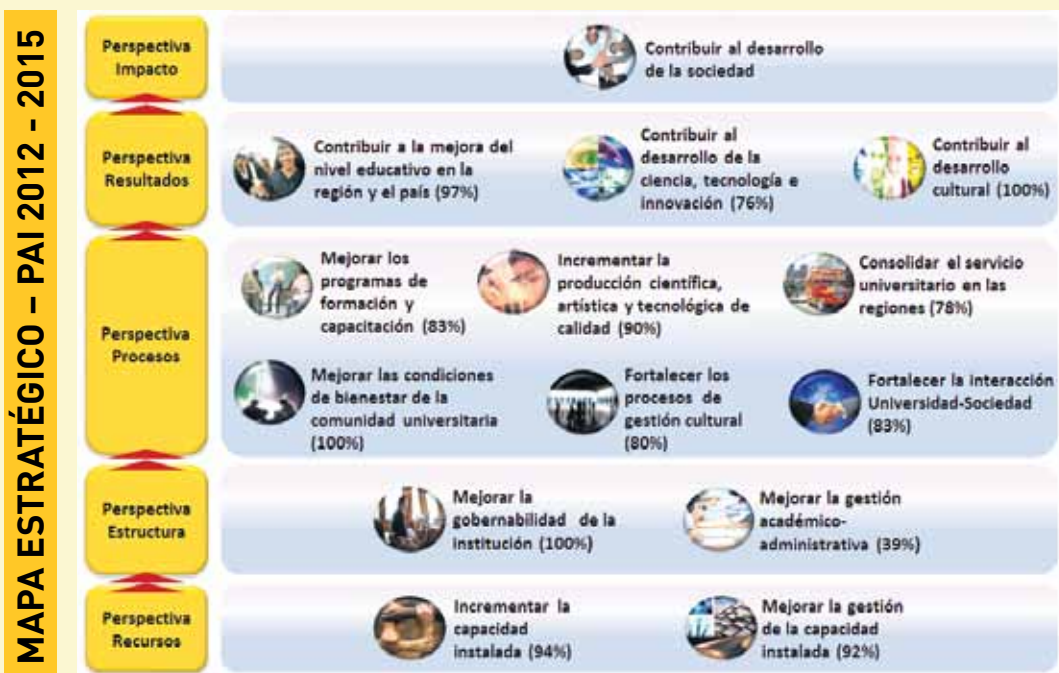 MAPA ESTRATÉGICO – PAI 2012 - 2015
Perspectiva
Impacto
Contribuir al desarrollo
de la sociedad
Perspectiva
Resultados
Contribuir a la mejora del
nivel educativo en la
región y el país (97%)
Contribuir al
desarrollo de la
ciencia, tecnología e
innovación (76%)
Contribuir al
desarrollo
cultural (100%)
Perspectiva
Procesos
Mejorar los
programas de
formación y
capacitación (83%)
Incrementar la
producción científica,
artística y tecnológica de
calidad (90%)
Consolidar el servicio
universitario en las
regiones (78%)
Mejorar las condiciones
de bienestar de la
comunidad universitaria
(100%)
Fortalecer los
procesos de
gestión cultural
(80%)
Fortalecer la interacción
Universidad-Sociedad
(83%)
Perspectiva
Estructura
Mejorar la
gobernabilidad de la
institución (100%)
Mejorar la gestión
académico-
administrativa (39%)
Perspectiva
Recursos
Incrementar la
capacidad
instalada (94%)
Mejorar la gestión
de la capacidad
instalada (92%)